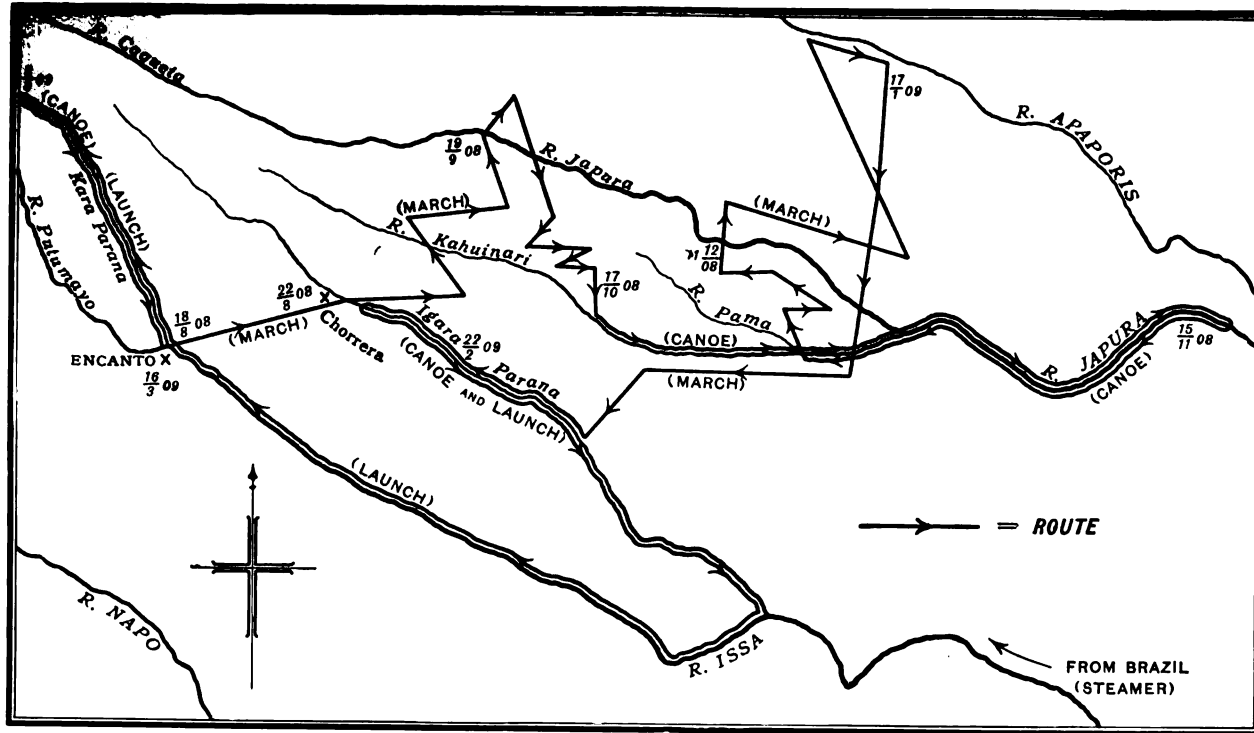 R. Caqueta
09
(CANOE)
(LAUNCH)
Kara Parana
R. Putumayo
19/9 08
R. Japura
17/1 09
R. APAPORIS
(MARCH)
R. Kahuinari
(MARCH)
12/08
17/10 08
R. Pama
22/8 08
Chorrera
18/8 08
(MARCH)
ENCANTO
16/3 09
Igara Parana
22/2 09
(CANOE AND LAUNCH)
(CANOE)
(MARCH)
R. JAPURA
(CANOE)
15/11 08
(LAUNCH)
= ROUTE
R. NAPO
R. ISSA
FROM BRAZIL
(STEAMER)